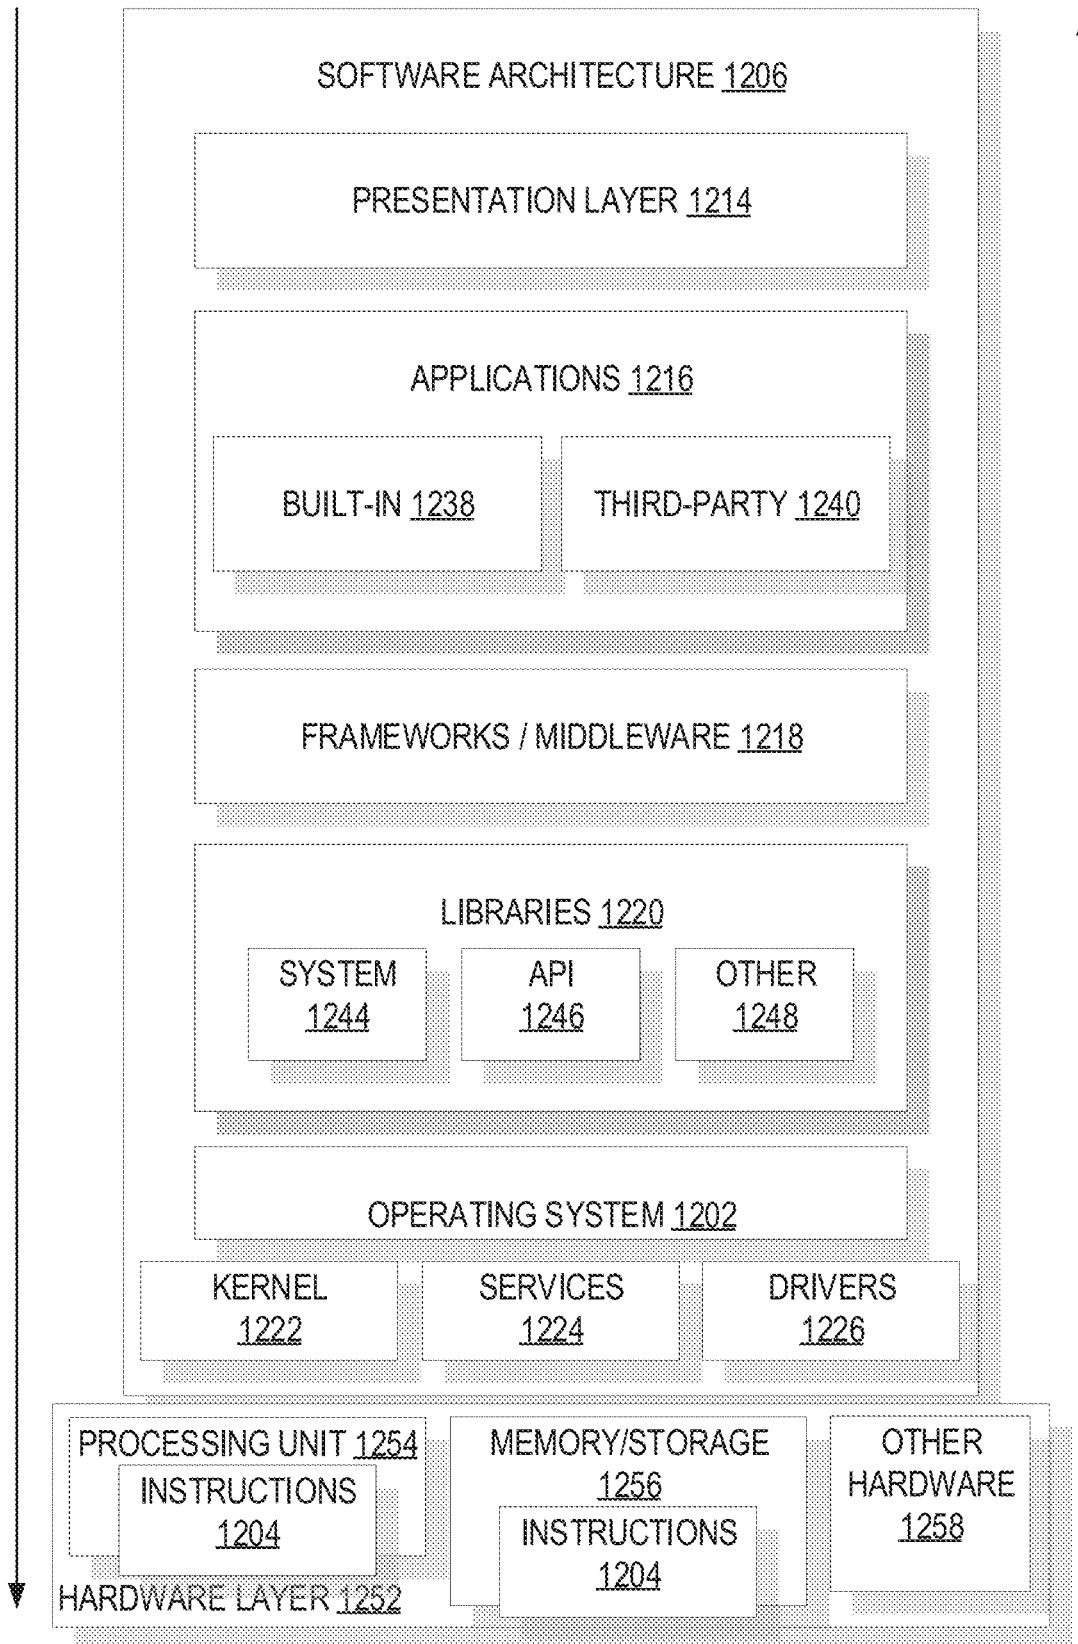 SOFTWARE ARCHITECTURE 1206
PRESENTATION LAYER 1214
APPLICATIONS 1216
BUILT-IN 1238
THIRD-PARTY 1240
FRAMEWORKS / MIDDLEWARE 1218
LIBRARIES 1220
SYSTEM
1244
API
1246
OTHER
1248
OPERATING SYSTEM 1202
KERNEL
1222
SERVICES
1224
DRIVERS
1226
PROCESSING UNIT 1254
INSTRUCTIONS
1204
MEMORY/STORAGE
1256
INSTRUCTIONS
1204
OTHER
HARDWARE
1258
HARDWARE LAYER 1252